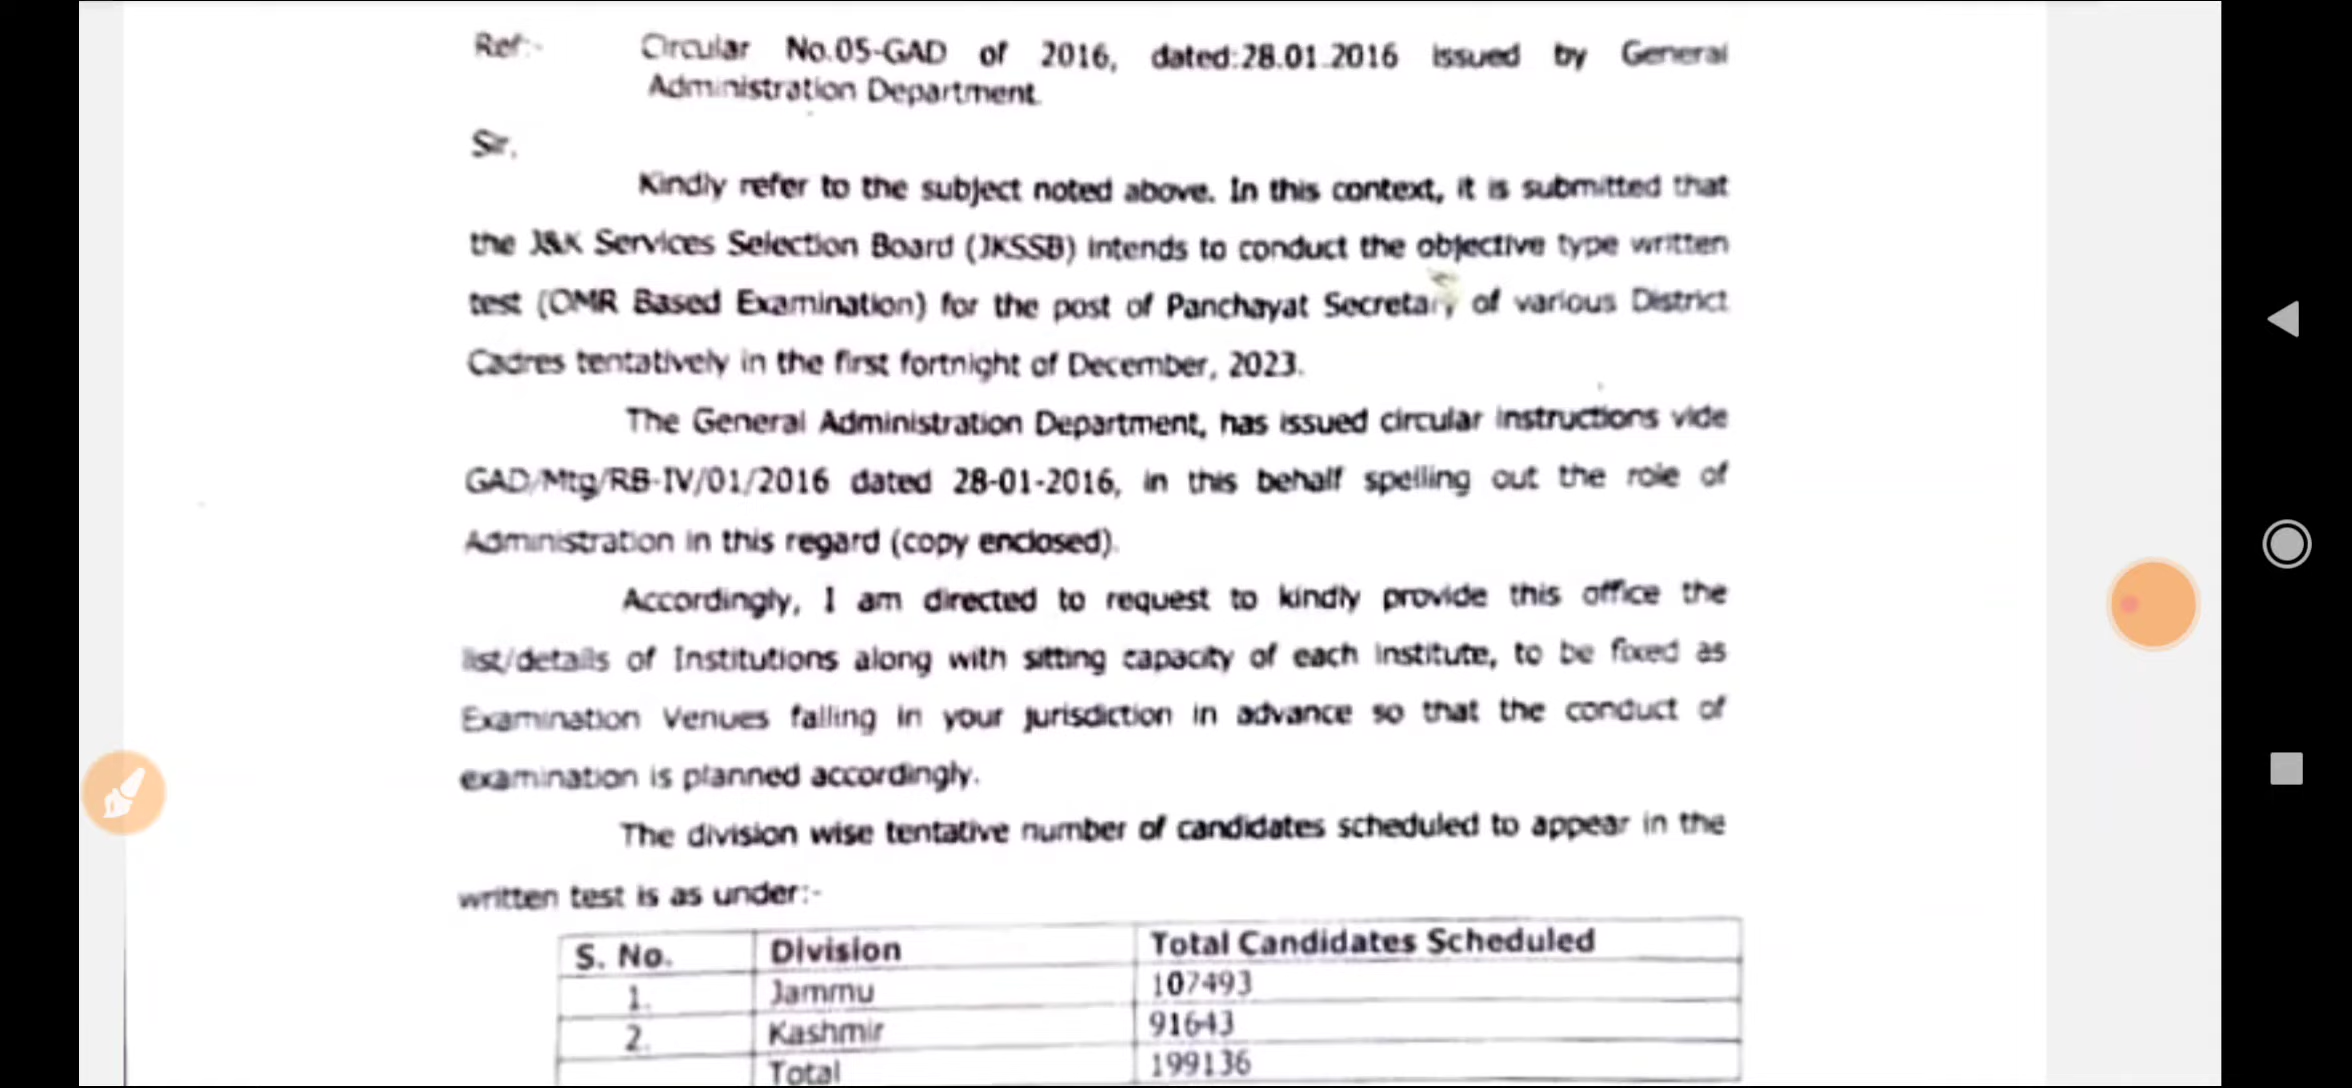 Ref:- Circular No.05-GAD of 2016, dated:28.01.2016 issued by General
Administration Department.
Sir,
Kindly refer to the subject noted above. In this context, it is submitted that
the J&K Services Selection Board (JKSSB) intends to conduct the objective type written
test (OMR Based Examination) for the post of Panchayat Secretary of various District
Cadres tentatively in the first fortnight of December, 2023.
The General Administration Department, has issued circular instructions vide
GAD/Mtg/RB-IV/01/2016 dated 28-01-2016, in this behalf spelling out the role of
Administration in this regard (copy enclosed).
Accordingly, I am directed to request to kindly provide this office the
list/details of Institutions along with sitting capacity of each institute, to be fixed as
Examination Venues falling in your jurisdiction in advance so that the conduct of
examination is planned accordingly.
The division wise tentative number of candidates scheduled to appear in the
written test is as under:-
S. No. Division Total Candidates Scheduled
1. Jammu 107493
2. Kashmir 91643
Total 199136